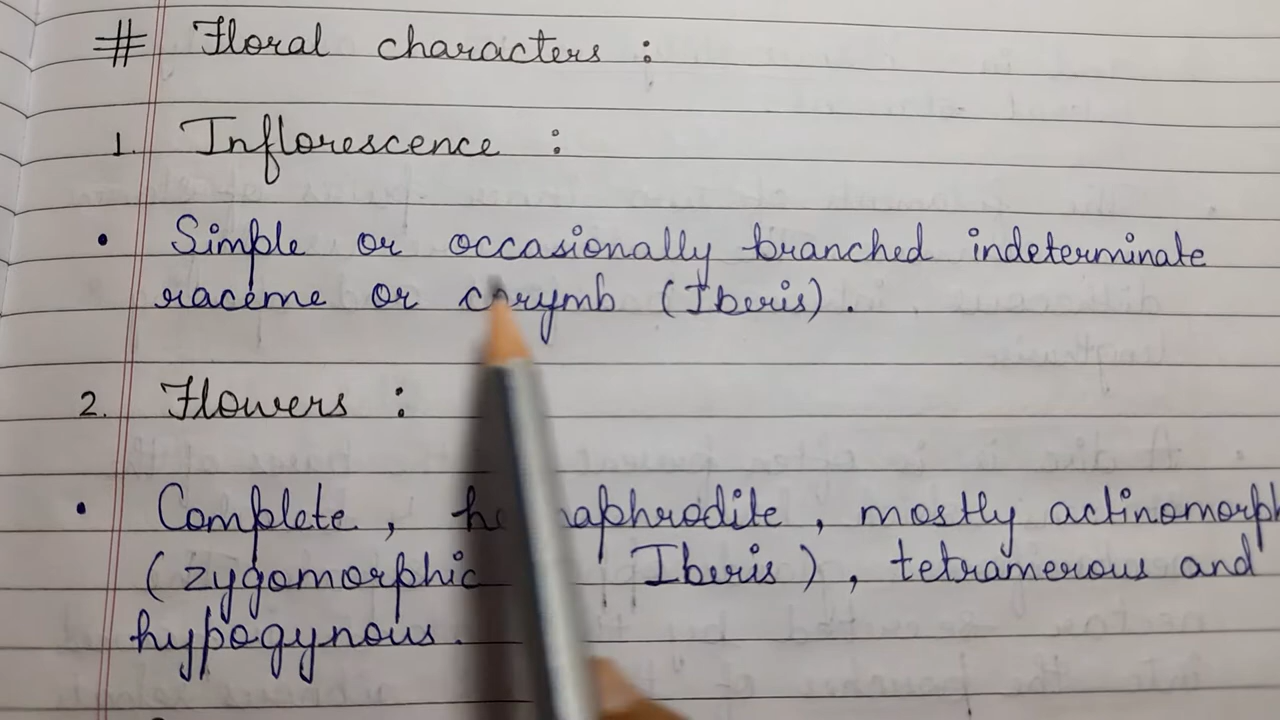 # Floral characters :
1. Inflorescence :
• Simple or occasionally branched indeterminate
raceme or corymb (Iberis).
2. Flowers :
• Complete, mostly actinomorph
(zygomorphic Iberis), tetramerous and
hypogynous.